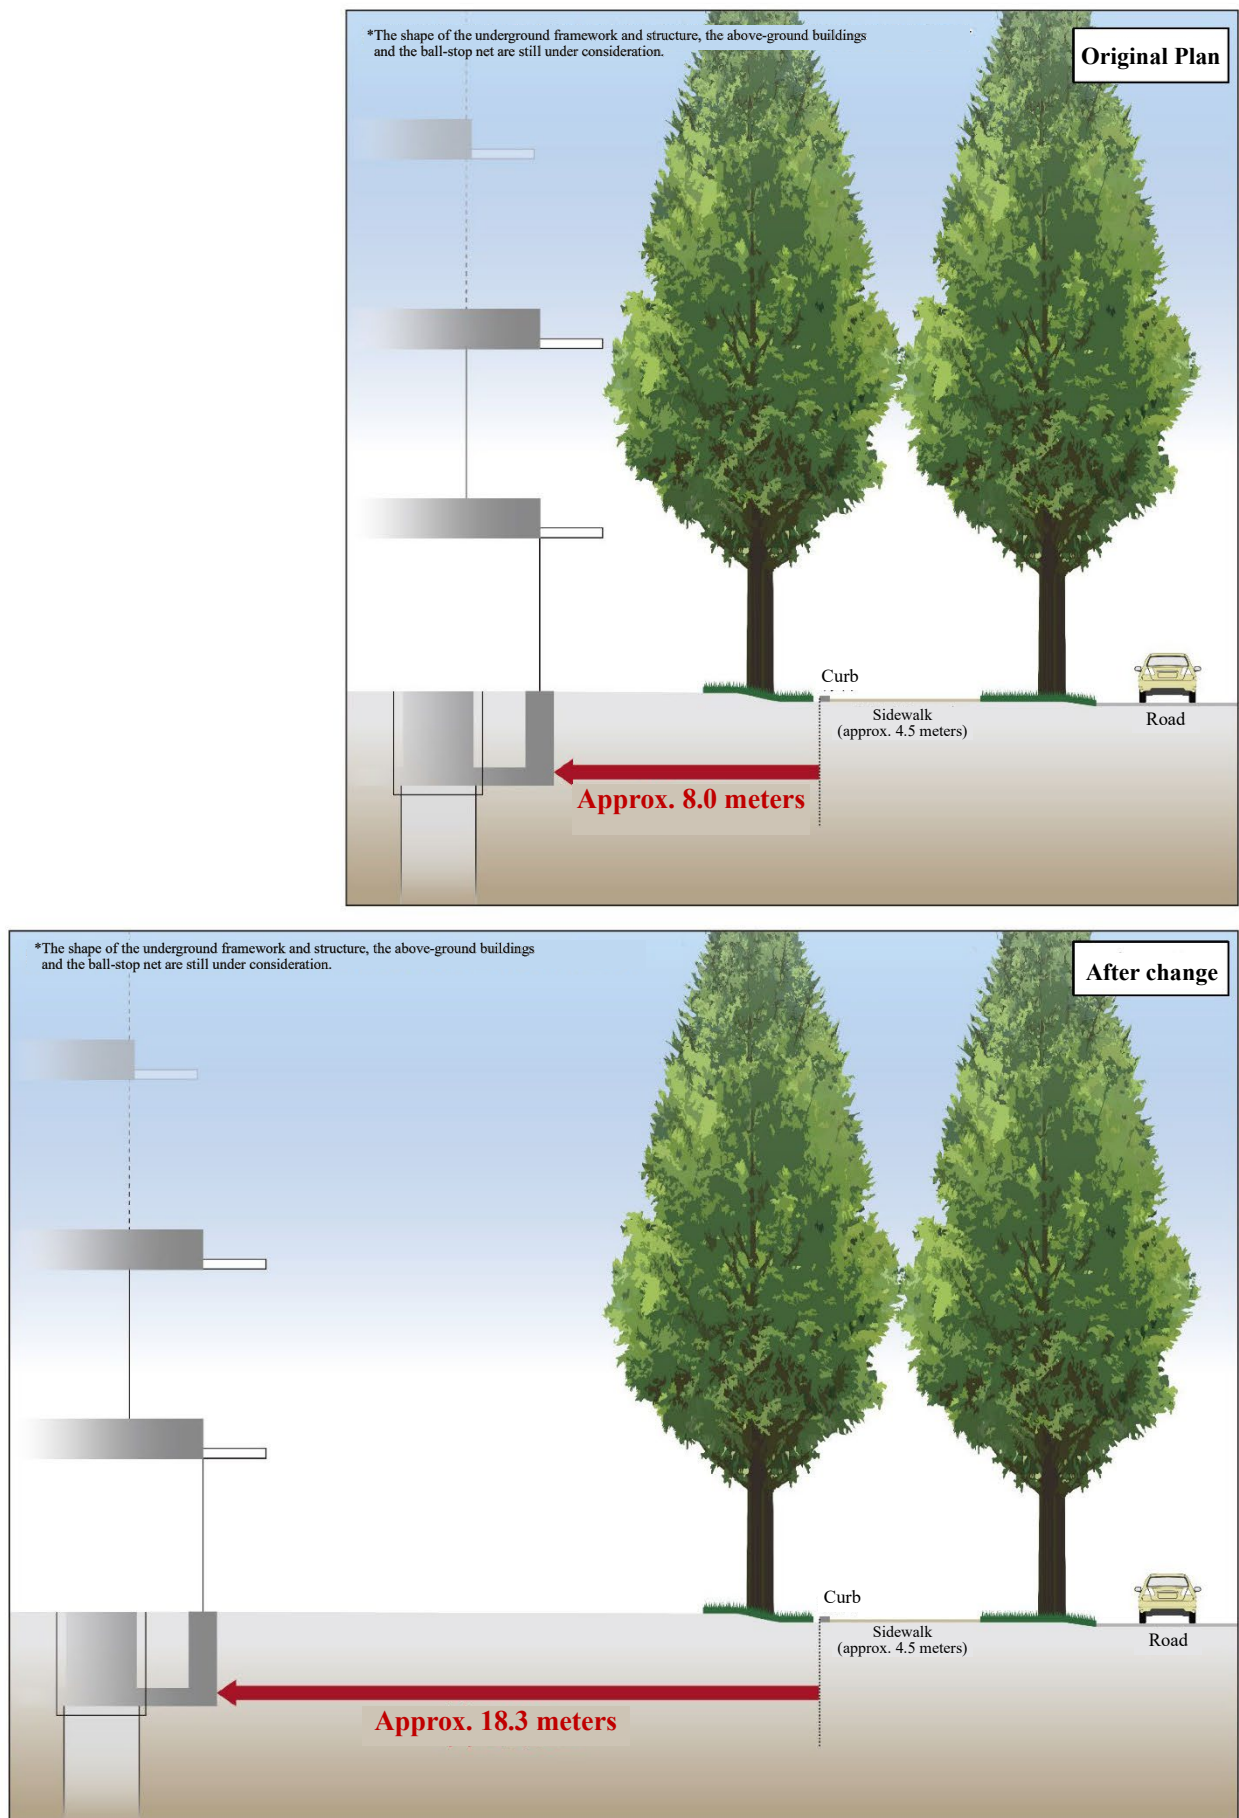 *The shape of the underground framework and structure, the above-ground buildings
and the ball-stop net are still under consideration.
Original Plan
Curb
Sidewalk
(approx. 4.5 meters)
Road
Approx. 8.0 meters
*The shape of the underground framework and structure, the above-ground buildings
and the ball-stop net are still under consideration.
After change
Curb
Sidewalk
(approx. 4.5 meters)
Road
Approx. 18.3 meters